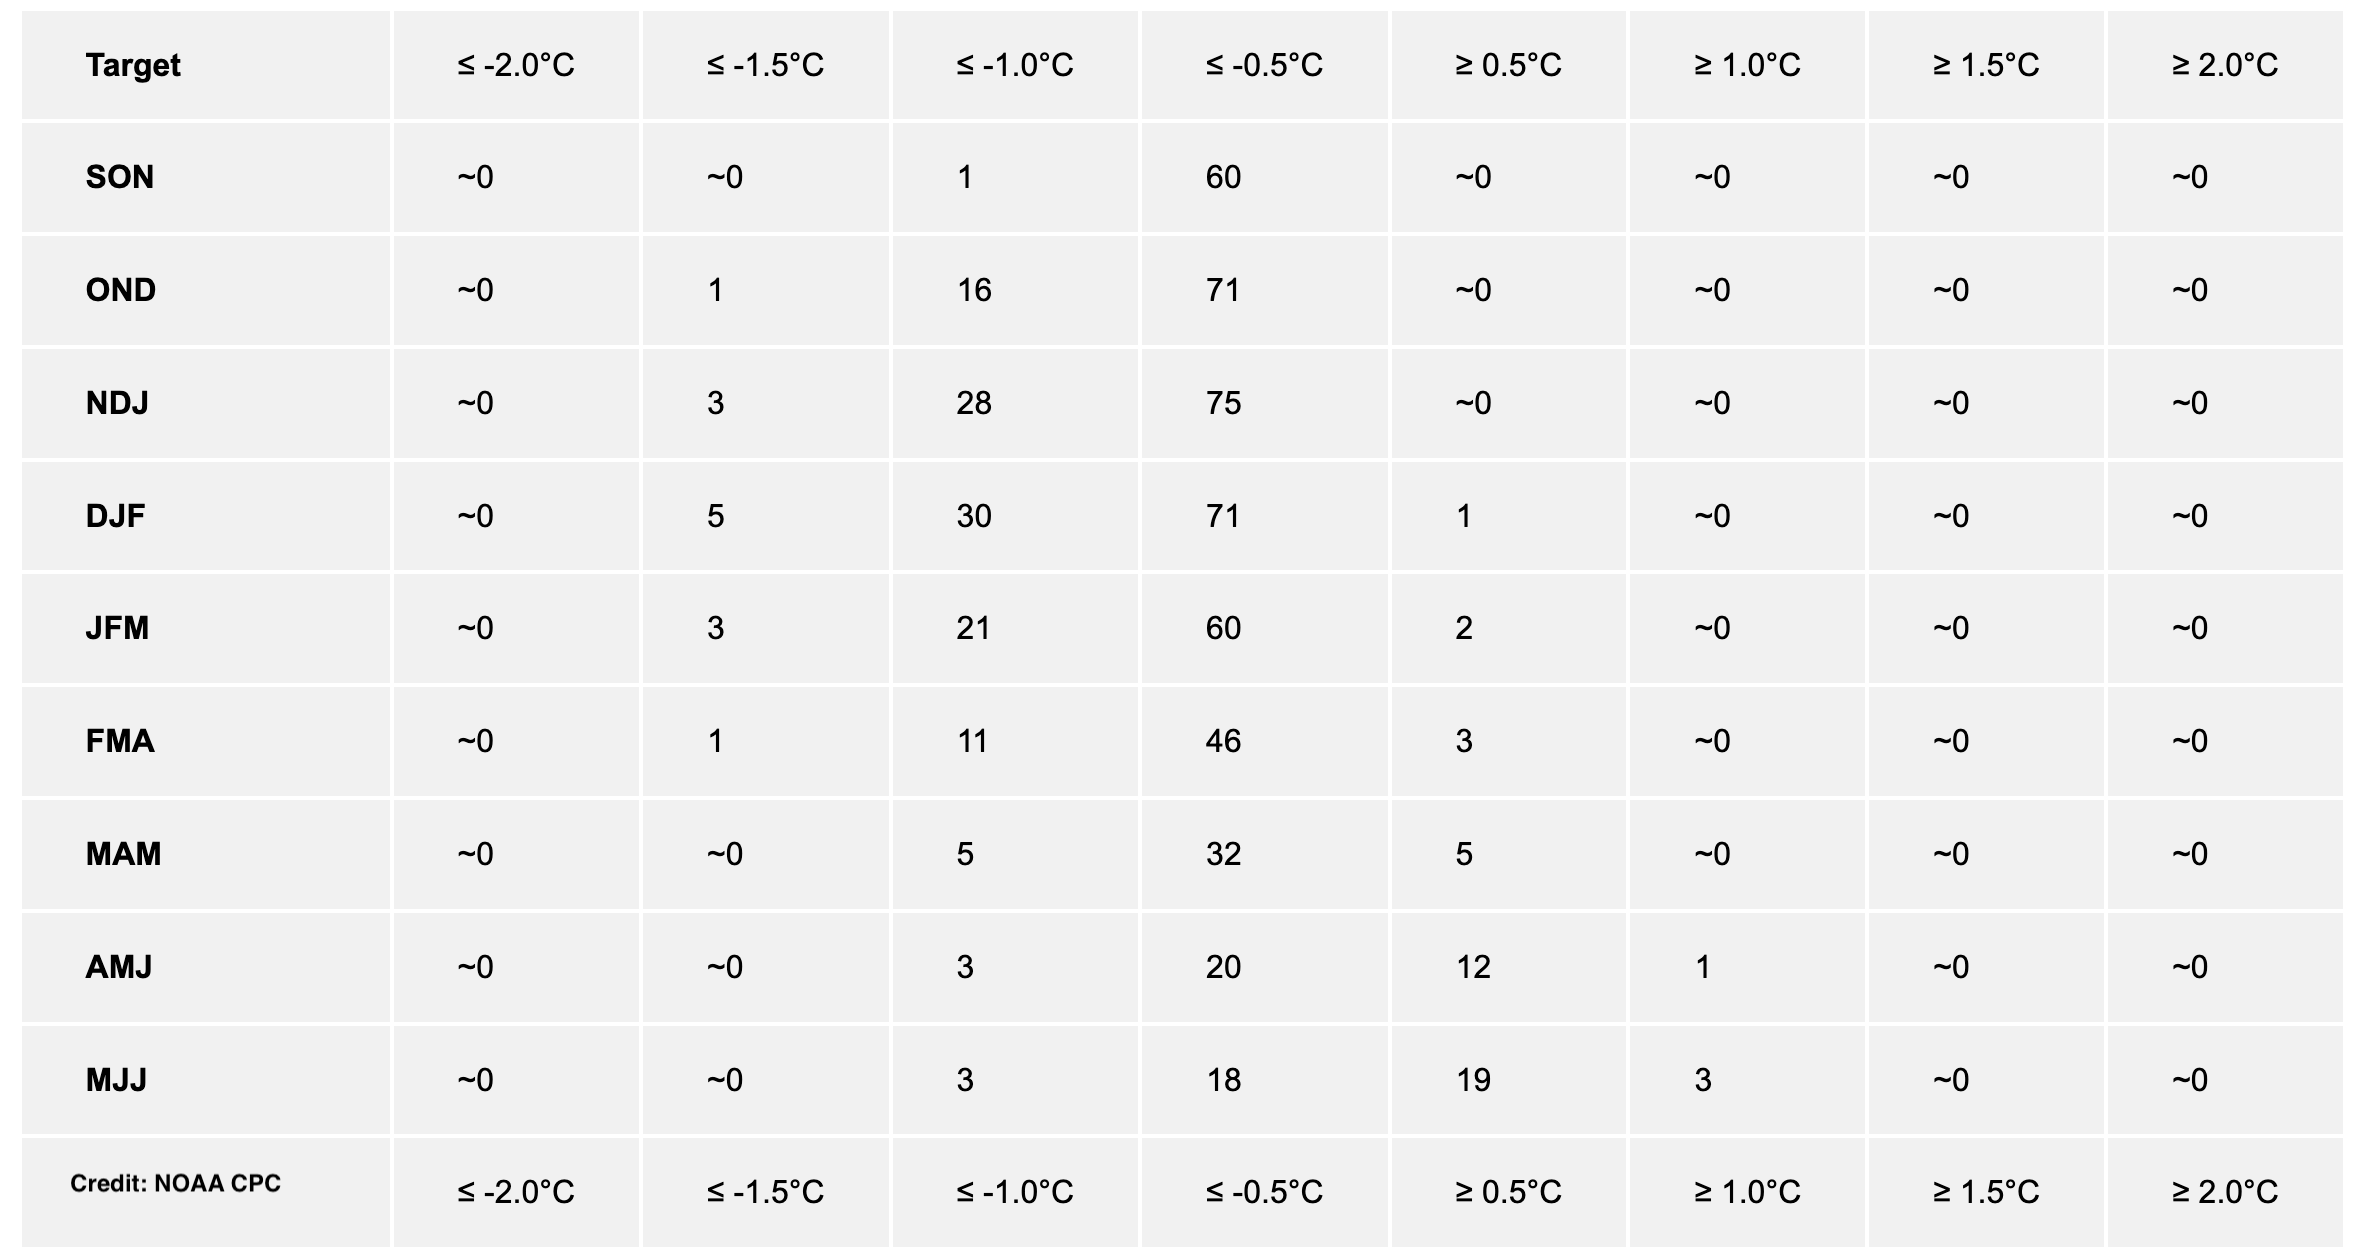 Target ≤ -2.0°C ≤ -1.5°C ≤ -1.0°C ≤ -0.5°C ≥ 0.5°C ≥ 1.0°C ≥ 1.5°C ≥ 2.0°C
SON ~0 ~0 1 60 ~0 ~0 ~0 ~0
OND ~0 1 16 71 ~0 ~0 ~0 ~0
NDJ ~0 3 28 75 ~0 ~0 ~0 ~0
DJF ~0 5 30 71 1 ~0 ~0 ~0
JFM ~0 3 21 60 2 ~0 ~0 ~0
FMA ~0 1 11 46 3 ~0 ~0 ~0
MAM ~0 ~0 5 32 5 ~0 ~0 ~0
AMJ ~0 ~0 3 20 12 1 ~0 ~0
MJJ ~0 ~0 3 18 19 3 ~0 ~0
Credit: NOAA CPC ≤ -2.0°C ≤ -1.5°C ≤ -1.0°C ≤ -0.5°C ≥ 0.5°C ≥ 1.0°C ≥ 1.5°C ≥ 2.0°C